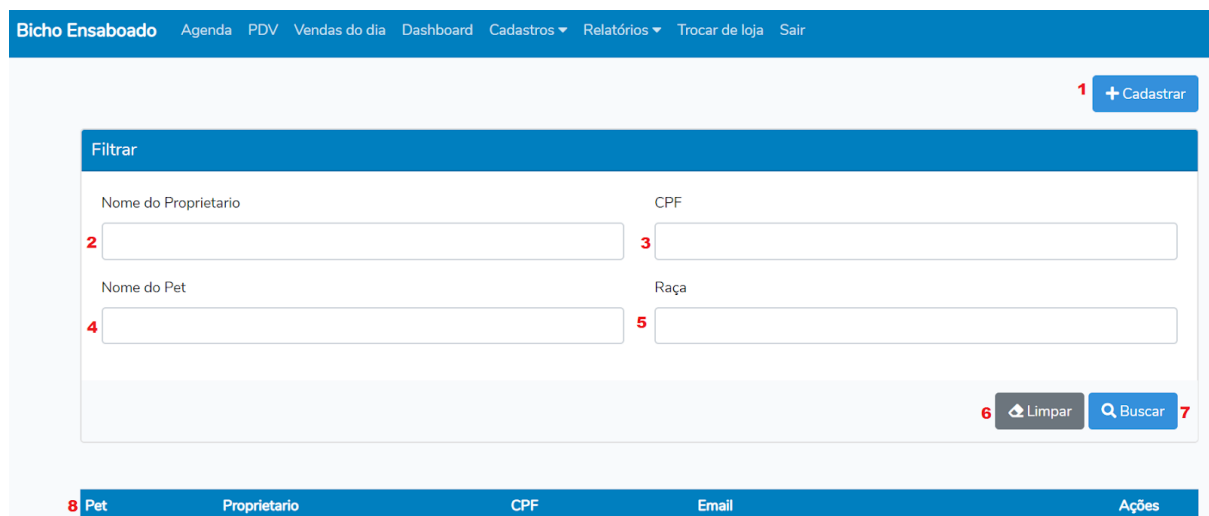 Bicho Ensaboado Agenda PDV Vendas do dia Dashboard Cadastros Relatórios Trocar de loja Sair
1 + Cadastrar
Filtrar
Nome do Proprietario CPF
2 3
Nome do Pet Raça
4 5
6 Limpar Buscar 7
8 Pet Proprietario CPF Email Ações